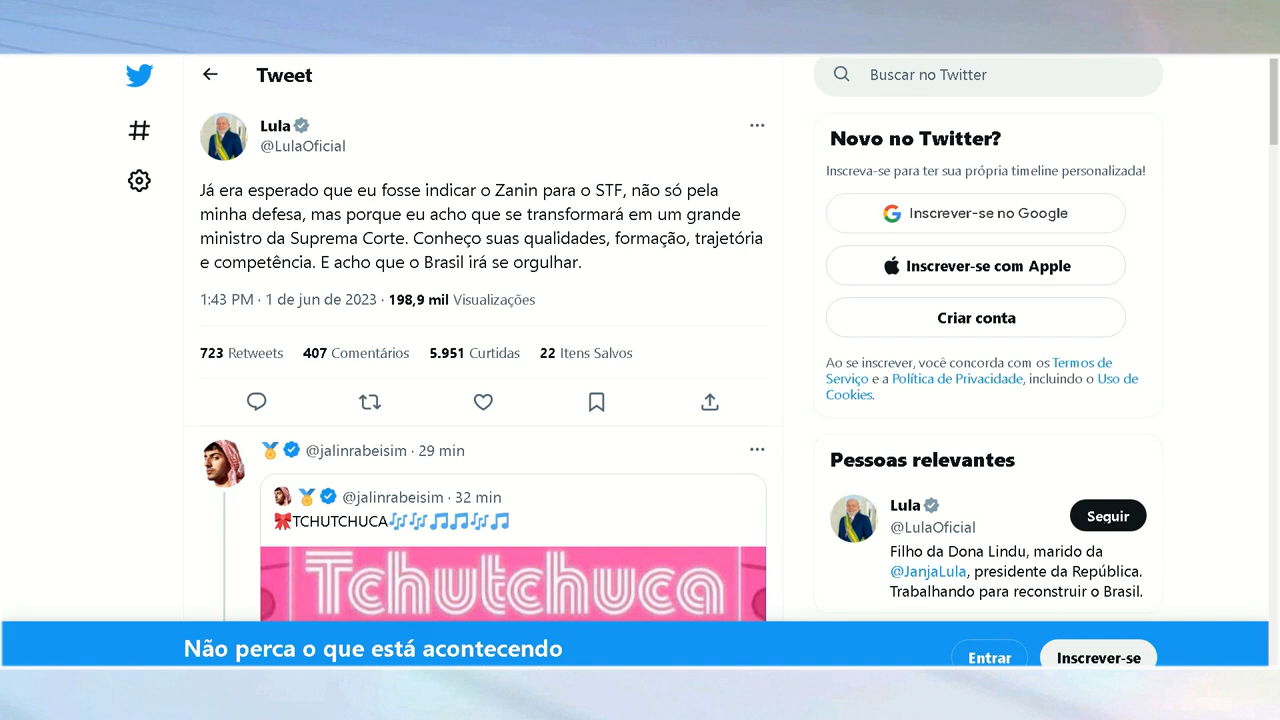 Tweet
Lula
@LulaOficial
Já era esperado que eu fosse indicar o Zanin para o STF, não só pela
minha defesa, mas porque eu acho que se transformará em um grande
ministro da Suprema Corte. Conheço suas qualidades, formação, trajetória
e competência. E acho que o Brasil irá se orgulhar.
1:43 PM · 1 de jun de 2023 · 198,9 mil Visualizações
723 Retweets 407 Comentários 5.951 Curtidas 22 Itens Salvos
@jalinrabeisim · 29 min
@jalinrabeisim · 32 min
TCHUTCHUCA
Tchutchuca
Buscar no Twitter
Novo no Twitter?
Inscreva-se para ter sua própria timeline personalizada!
Inscrever-se no Google
Inscrever-se com Apple
Criar conta
Ao se inscrever, você concorda com os Termos de
Serviço e a Política de Privacidade, incluindo o Uso de
Cookies.
Pessoas relevantes
Lula
@LulaOficial
Seguir
Filho da Dona Lindu, marido da
@JanjaLula, presidente da República.
Trabalhando para reconstruir o Brasil.
Não perca o que está acontecendo
Entrar
Inscrever-se